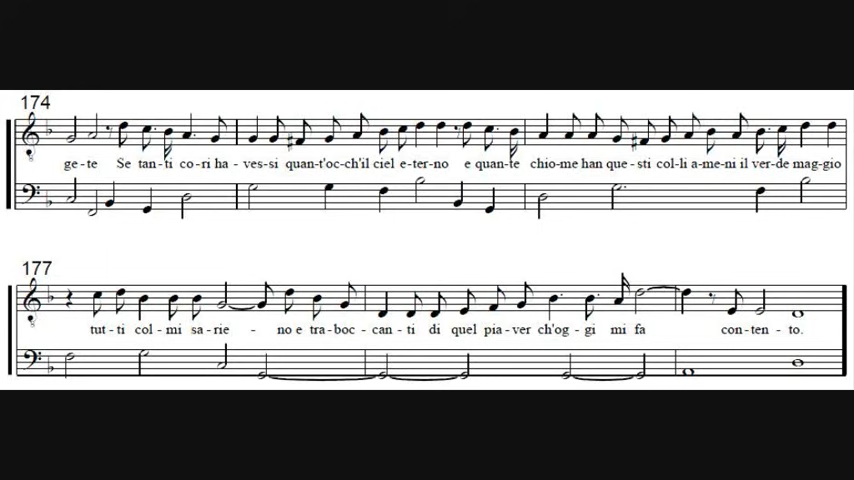 174
ge - te Se tan - ti co - ri ha - ves - si quan - t'oc - ch'il ciel e - ter - no e quan - te chio - me han que - sti col - li a - me - ni il ver - de mag - gio
177
tut - ti col - mi sa - rie - no e tra - boc - can - ti di quel pia - ver ch'og - gi mi fa con - ten - to.